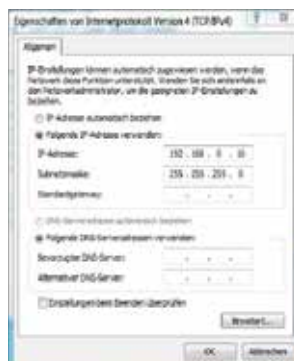 Eigenschaften von Internetprotokoll Version 4 (TCP/IPv4)
Allgemein
IP-Einstellungen können automatisch zugewiesen werden, wenn das
Netzwerk diese Funktion unterstützt. Wenden Sie sich andernfalls an
den Netzwerkadministrator, um die geeigneten IP-Einstellungen zu
beziehen.
IP-Adresse automatisch beziehen
Folgende IP-Adresse verwenden:
IP-Adresse:
192 . 168 . 0 . 10
Subnetzmaske:
255 . 255 . 255 . 0
Standardgateway:
DNS-Serveradresse automatisch beziehen
Folgende DNS-Serveradressen verwenden:
Bevorzugter DNS-Server:
Alternativer DNS-Server:
Einstellungen beim Beenden überprüfen
Erweitert...
OK
Abbrechen